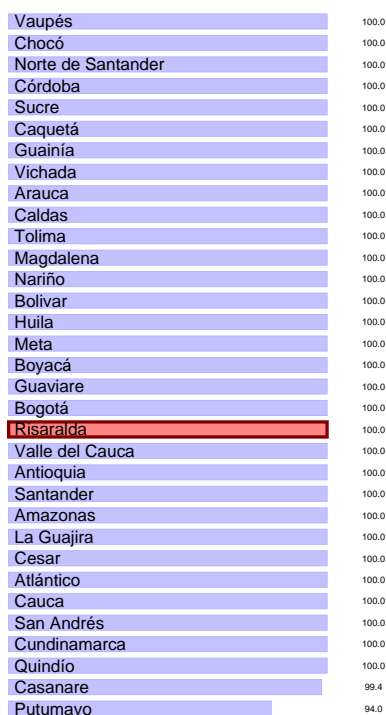 Vaupés 100.0
Chocó 100.0
Norte de Santander 100.0
Córdoba 100.0
Sucre 100.0
Caquetá 100.0
Guainía 100.0
Vichada 100.0
Arauca 100.0
Caldas 100.0
Tolima 100.0
Magdalena 100.0
Nariño 100.0
Bolivar 100.0
Huila 100.0
Meta 100.0
Boyacá 100.0
Guaviare 100.0
Bogotá 100.0
Risaralda 100.0
Valle del Cauca 100.0
Antioquia 100.0
Santander 100.0
Amazonas 100.0
La Guajira 100.0
Cesar 100.0
Atlántico 100.0
Cauca 100.0
San Andrés 100.0
Cundinamarca 100.0
Quindío 100.0
Casanare 99.4
Putumayo 94.0